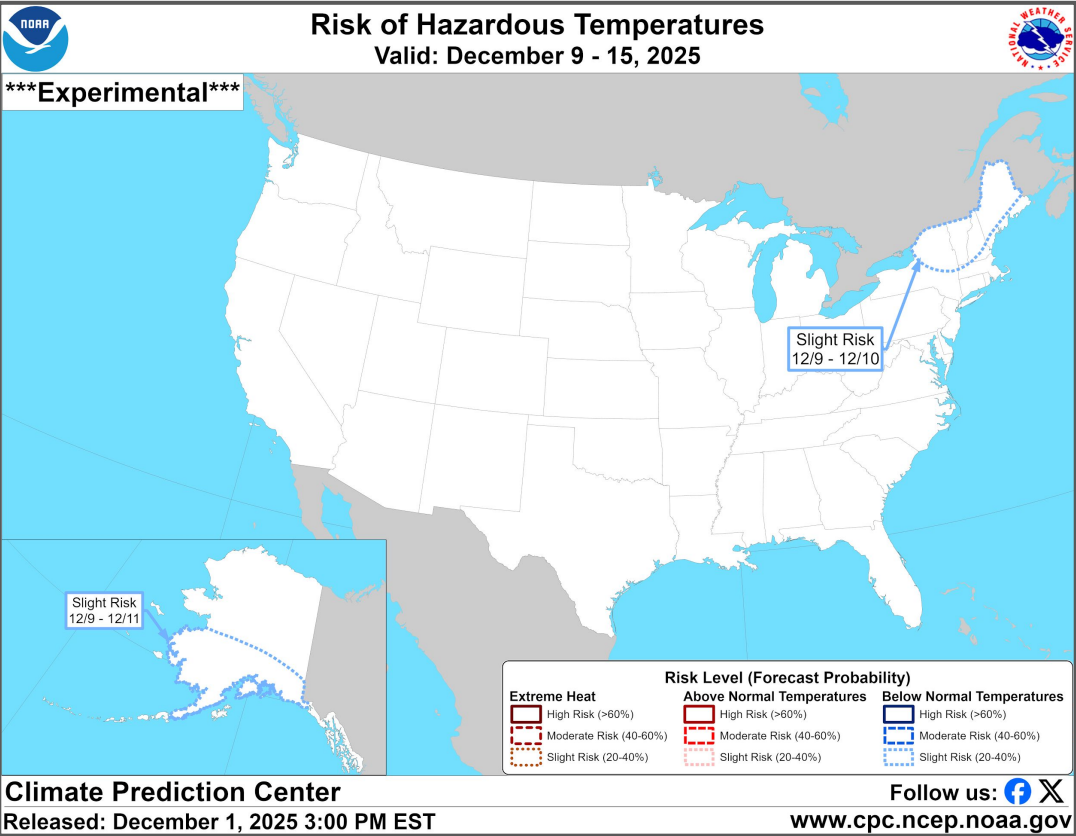 NOAA
Risk of Hazardous Temperatures
Valid: December 9 - 15, 2025
NATIONAL WEATHER SERVICE
***Experimental***
Slight Risk
12/9 - 12/10
Slight Risk
12/9 - 12/11
Risk Level (Forecast Probability)
Extreme Heat
High Risk (>60%)
Moderate Risk (40-60%)
Slight Risk (20-40%)
Above Normal Temperatures
High Risk (>60%)
Moderate Risk (40-60%)
Slight Risk (20-40%)
Below Normal Temperatures
High Risk (>60%)
Moderate Risk (40-60%)
Slight Risk (20-40%)
Climate Prediction Center
Follow us:
Released: December 1, 2025 3:00 PM EST
www.cpc.ncep.noaa.gov